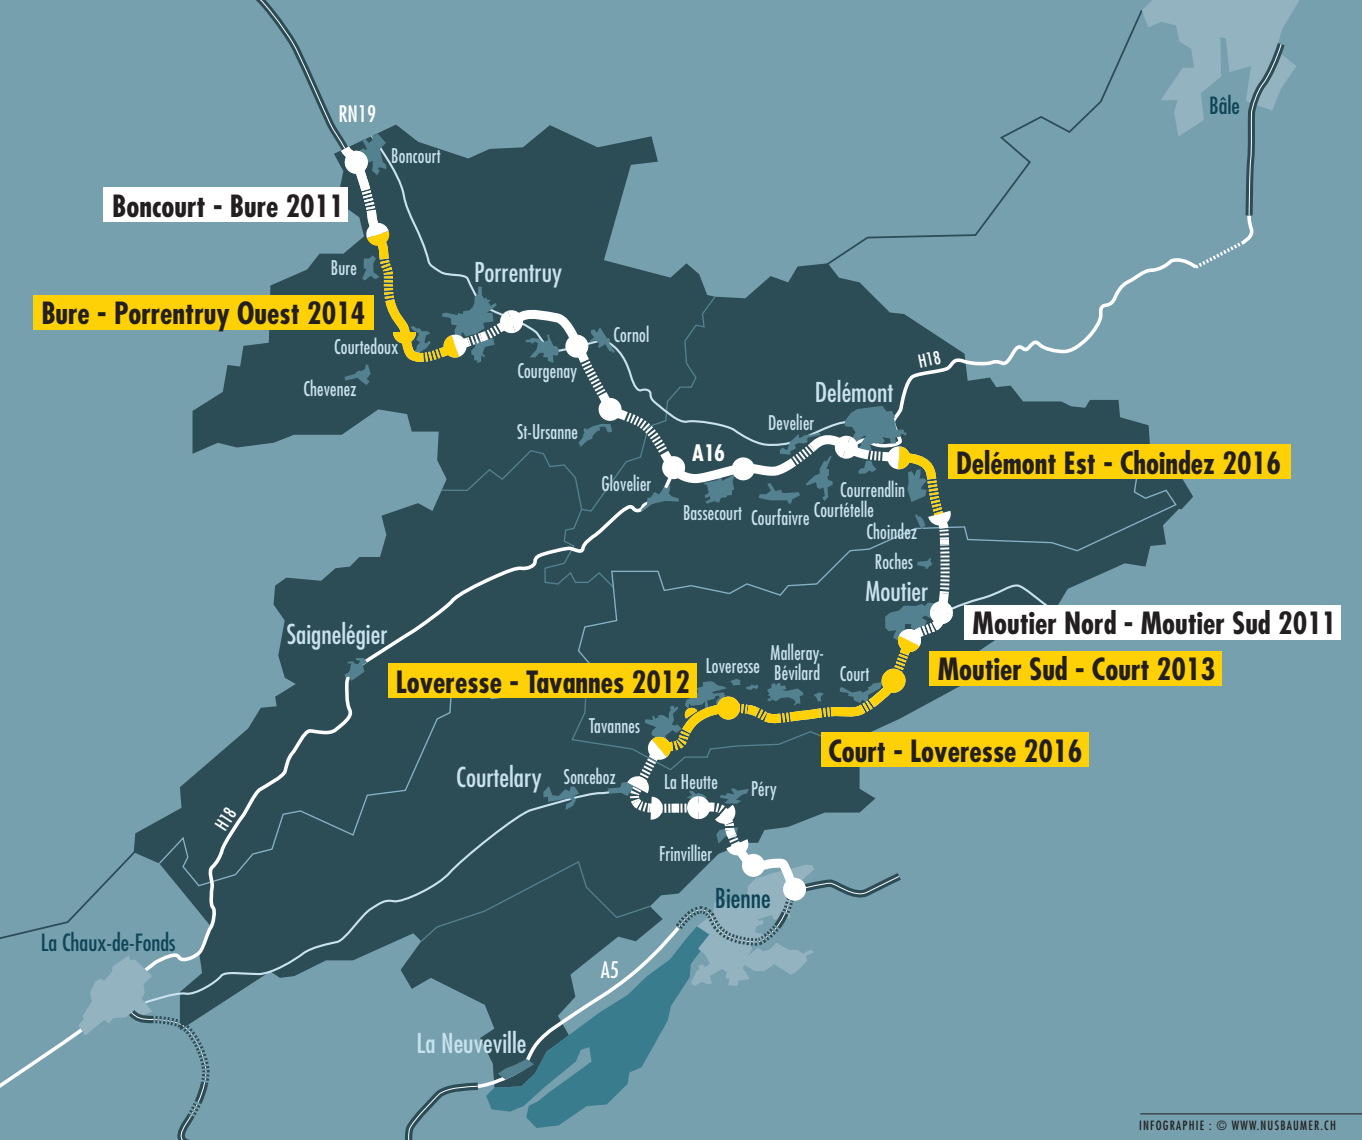 RN19
Bâle
Boncourt
Boncourt - Bure 2011
Bure
Porrentruy
Bure - Porrentruy Ouest 2014
Courtedoux
Cornol
Courgenay
Chevenez
H18
Delémont
Develier
St-Ursanne
A16
Delémont Est - Choindez 2016
Glovelier
Bassecourt
Courfaivre
Courtételle
Courrendlin
Choindez
Roches
Moutier
Moutier Nord - Moutier Sud 2011
Saignelégier
Loveresse
Malleray-
Bévilard
Court
Moutier Sud - Court 2013
Loveresse - Tavannes 2012
Tavannes
Court - Loveresse 2016
Courtelary
Sonceboz
La Heutte
Péry
H18
Frinvillier
Bienne
La Chaux-de-Fonds
A5
La Neuveville
INFOGRAPHIE : © WWW.NUSBAUMER.CH